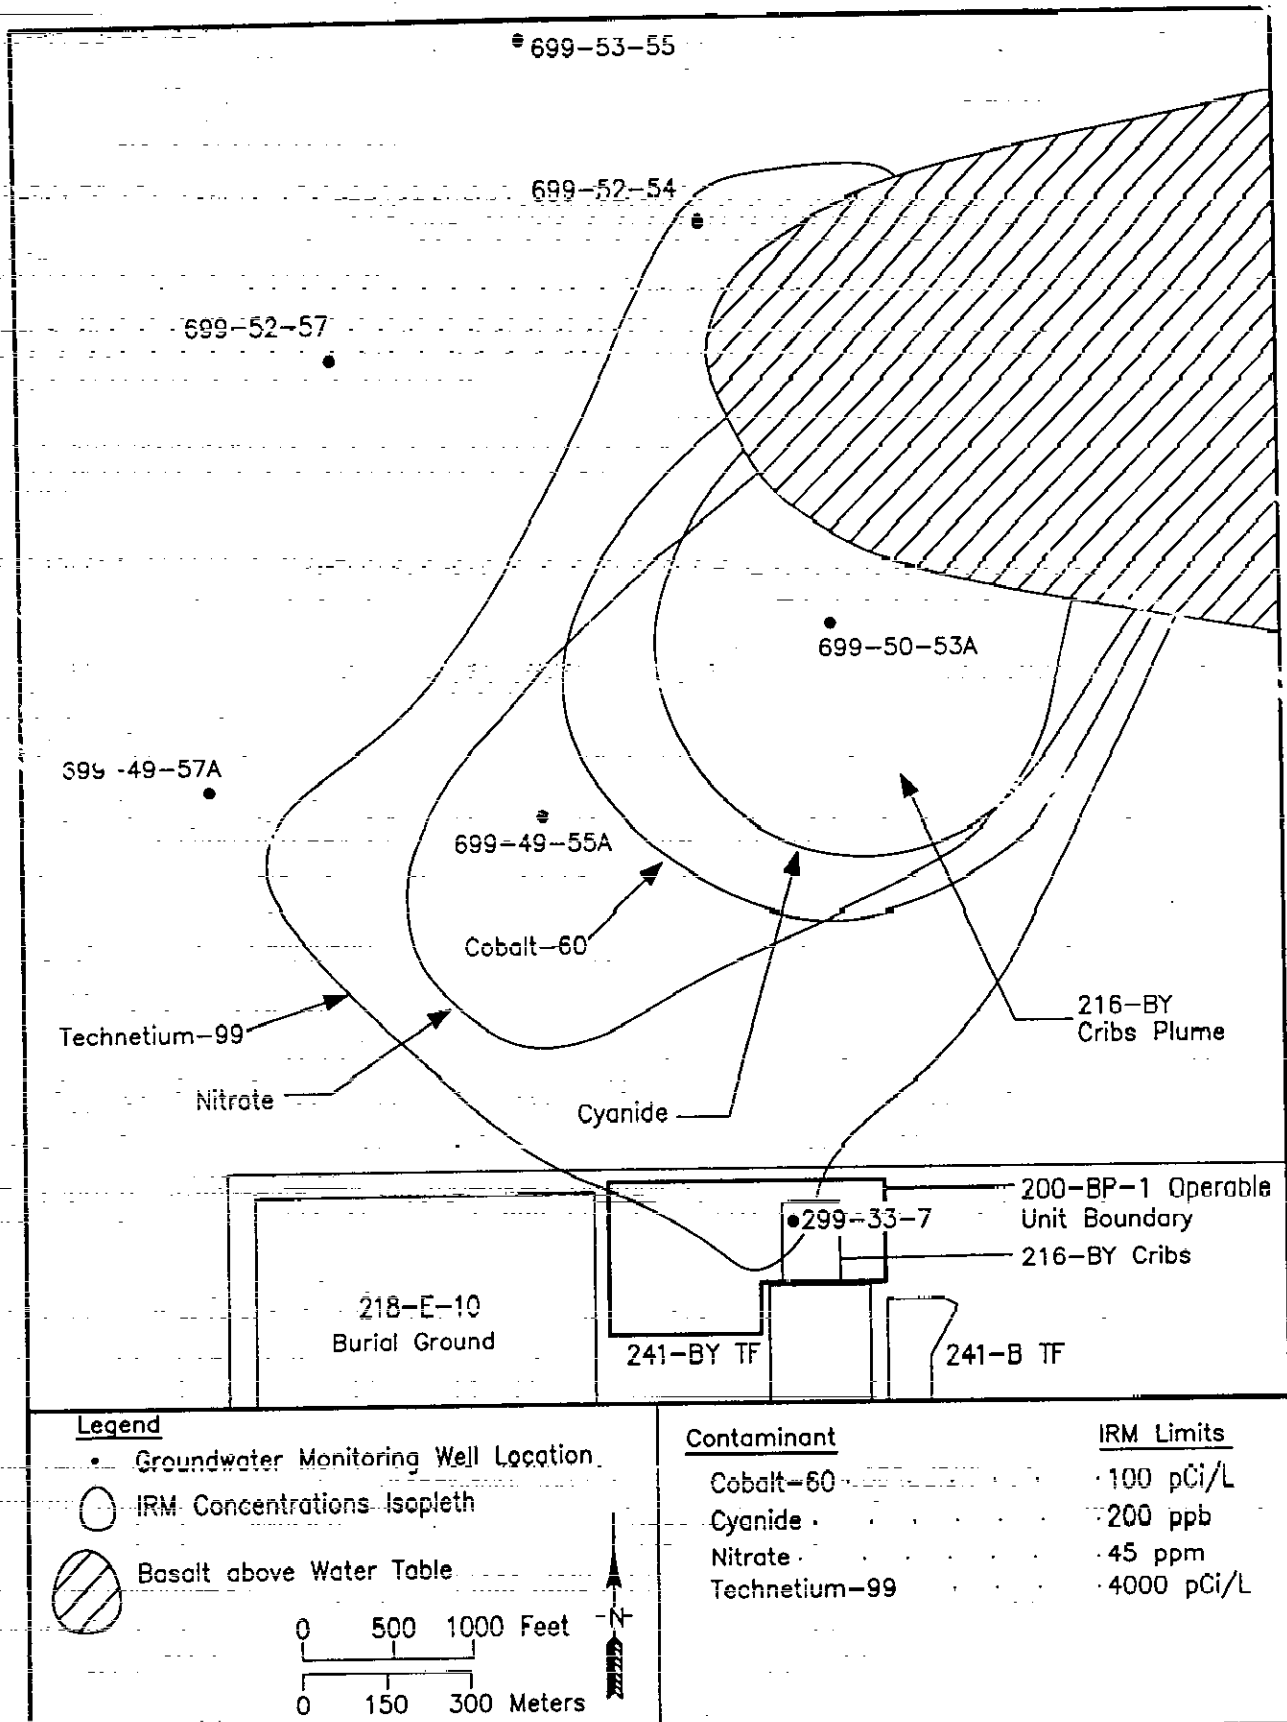 699-53-55
699-52-54
699-52-57
699-50-53A
399 -49-57A
699-49-55A
Cobalt-60
216-BY
Cribs Plume
Technetium-99
Nitrate
Cyanide
200-BP-1 Operable
Unit Boundary
299-33-7
216-BY Cribs
218-E-10
Burial Ground
241-BY TF
241-B TF
Legend
Groundwater Monitoring Well Location
IRM Concentrations Isopleth
Basalt above Water Table
0 500 1000 Feet
0 150 300 Meters
-N-
Contaminant IRM Limits
Cobalt-60 100 pCi/L
Cyanide 200 ppb
Nitrate 45 ppm
Technetium-99 4000 pCi/L